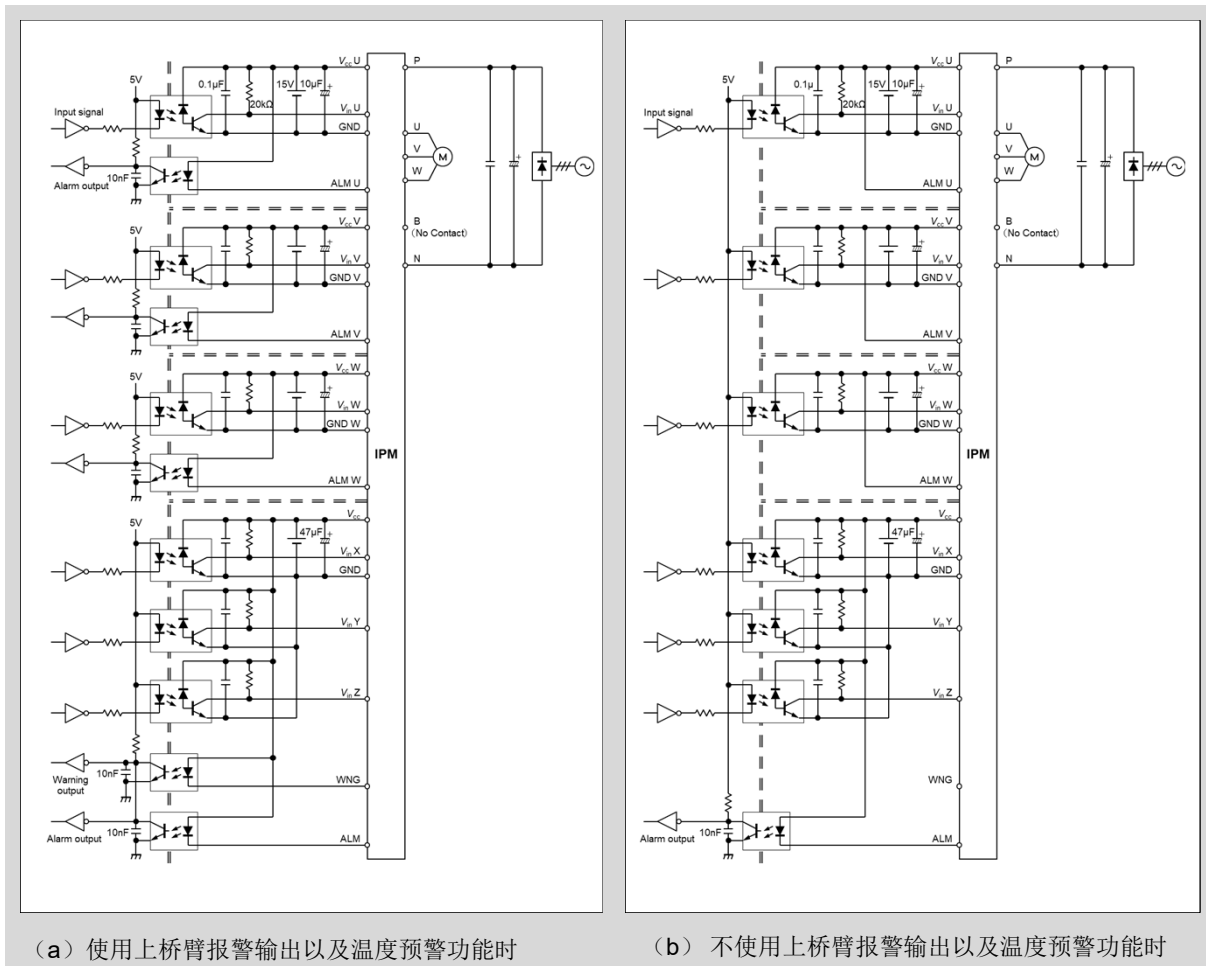 5V
0.1μF
20kΩ
15V
10μF
Vcc U
P
Input signal
Vin U
GND
U
V
W
M
Alarm output
10nF
ALM U
5V
Vcc V
B
(No Contact)
Vin V
GND V
N
ALM V
5V
Vcc W
Vin W
GND W
IPM
ALM W
5V
Vcc
47μF
Vin X
GND
Vin Y
Vin Z
Warning
output
10nF
WNG
Alarm output
10nF
ALM
(a)使用上桥臂报警输出以及温度预警功能时
5V
0.1μ
20kΩ
15V
10μF
Vcc U
P
Input signal
Vin U
GND
U
V
W
M
ALM U
Vcc V
B
(No Contact)
Vin V
GND V
N
ALM V
Vcc W
Vin W
GND W
IPM
ALM W
Vcc
47μF
Vin X
GND
Vin Y
Vin Z
WNG
Alarm output
10nF
ALM
(b) 不使用上桥臂报警输出以及温度预警功能时